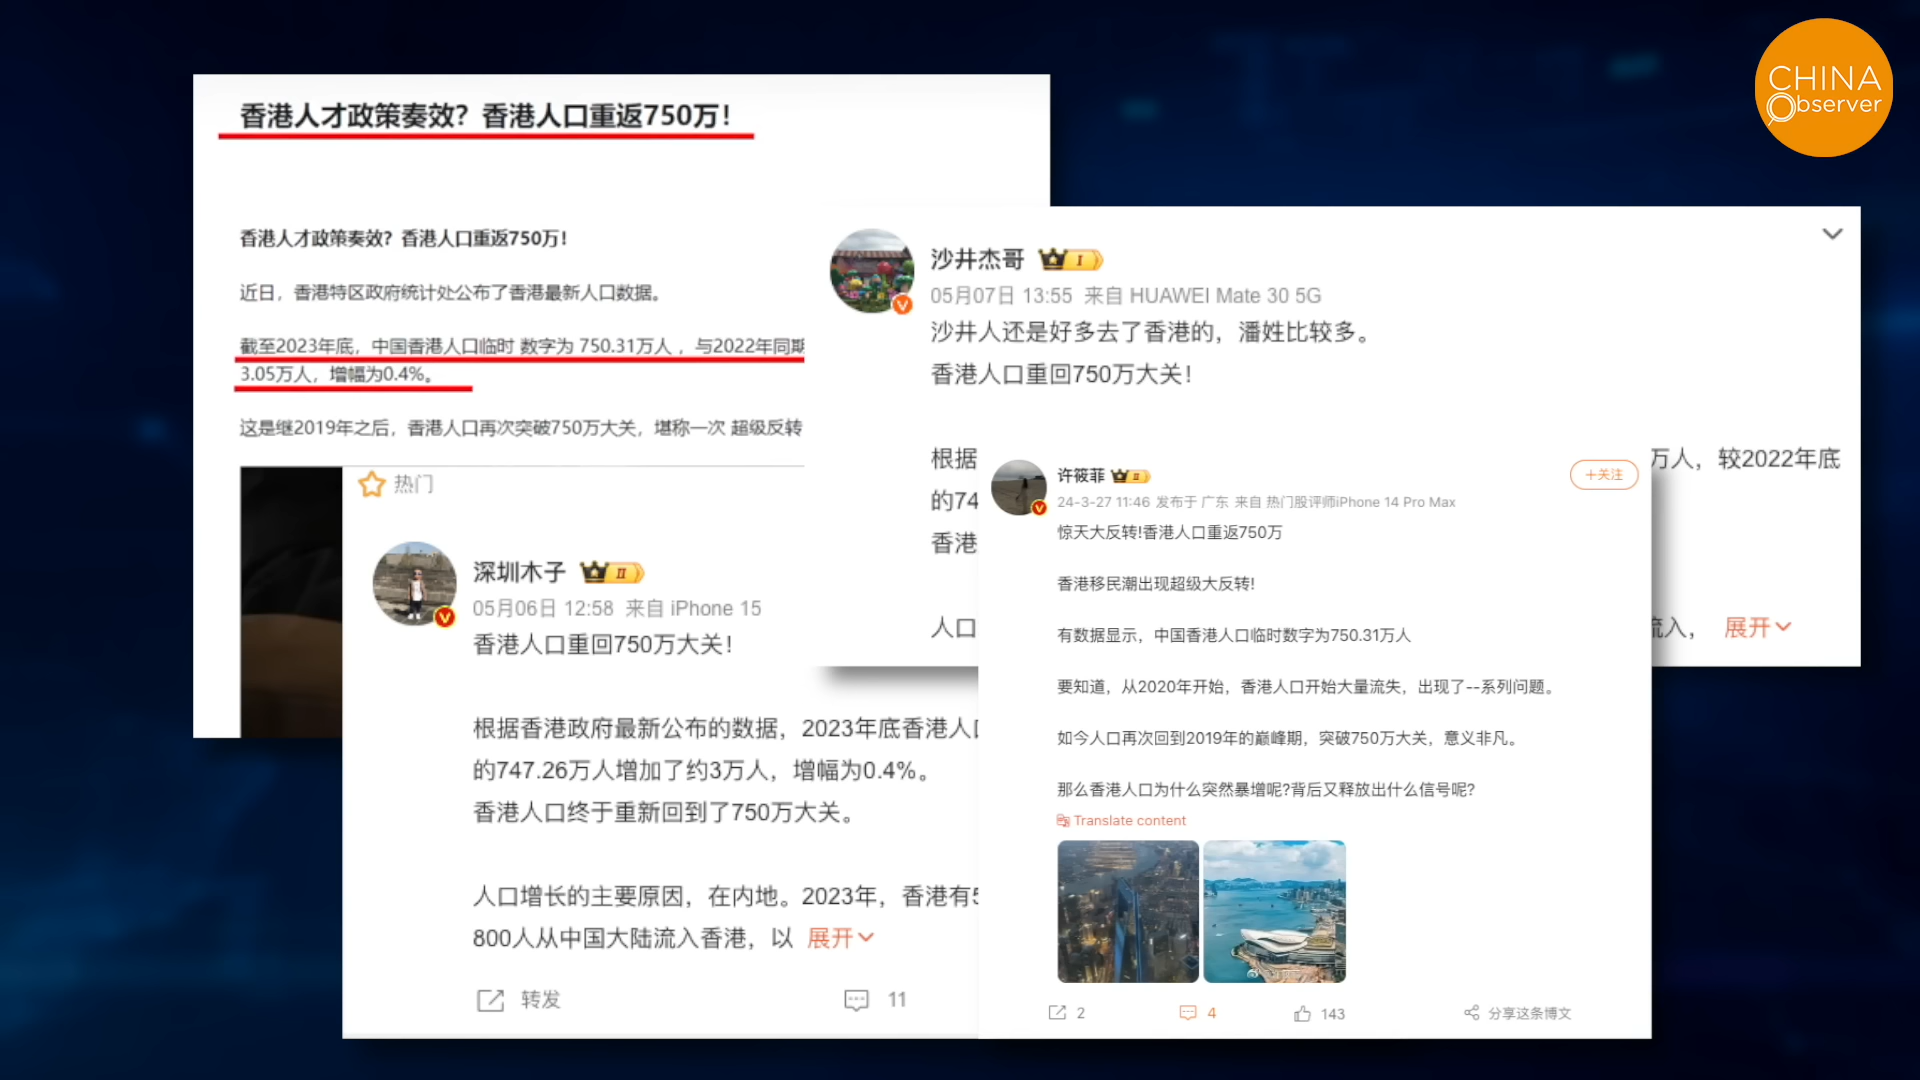 CHINA
Observer
香港人才政策奏效？香港人口重返750万！
香港人才政策奏效？香港人口重返750万！
近日，香港特区政府统计处公布了香港最新人口数据。
截至2023年底，中国香港人口临时 数字为 750.31万人 ，与2022年同期
3.05万人，增幅为0.4%。
这是继2019年之后，香港人口再次突破750万大关，堪称一次 超级反转
沙井杰哥
I
05月07日 13:55 来自 HUAWEI Mate 30 5G
沙井人还是好多去了香港的，潘姓比较多。
香港人口重回750万大关！
根据
万人，较2022年底
的74
香港
人口
流入， 展开
热门
深圳木子
II
05月06日 12:58 来自 iPhone 15
香港人口重回750万大关！
根据香港政府最新公布的数据，2023年底香港人口
的747.26万人增加了约3万人，增幅为0.4%。
香港人口终于重新回到了750万大关。
人口增长的主要原因，在内地。2023年，香港有5
800人从中国大陆流入香港，以 展开
转发
11
许筱菲
II
+关注
24-3-27 11:46 发布于 广东 来自 热门股评师iPhone 14 Pro Max
惊天大反转!香港人口重返750万
香港移民潮出现超级大反转!
有数据显示，中国香港人口临时数字为750.31万人
要知道，从2020年开始，香港人口开始大量流失，出现了--系列问题。
如今人口再次回到2019年的巅峰期，突破750万大关，意义非凡。
那么香港人口为什么突然暴增呢?背后又释放出什么信号呢?
Translate content
2
4
143
分享这条博文